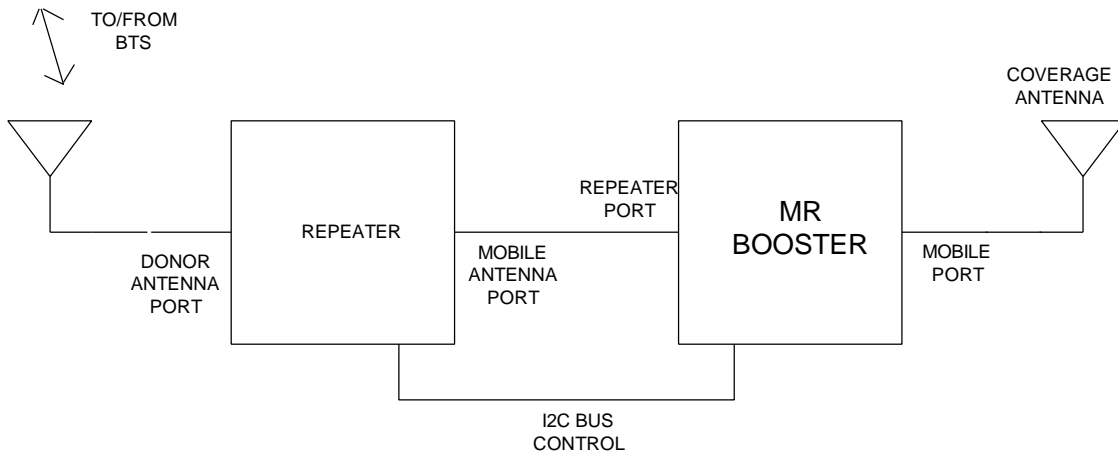 TO/FROM
BTS
COVERAGE
ANTENNA
REPEATER
PORT
MR
BOOSTER
REPEATER
MOBILE
ANTENNA
PORT
MOBILE
PORT
DONOR
ANTENNA
PORT
I2C BUS
CONTROL